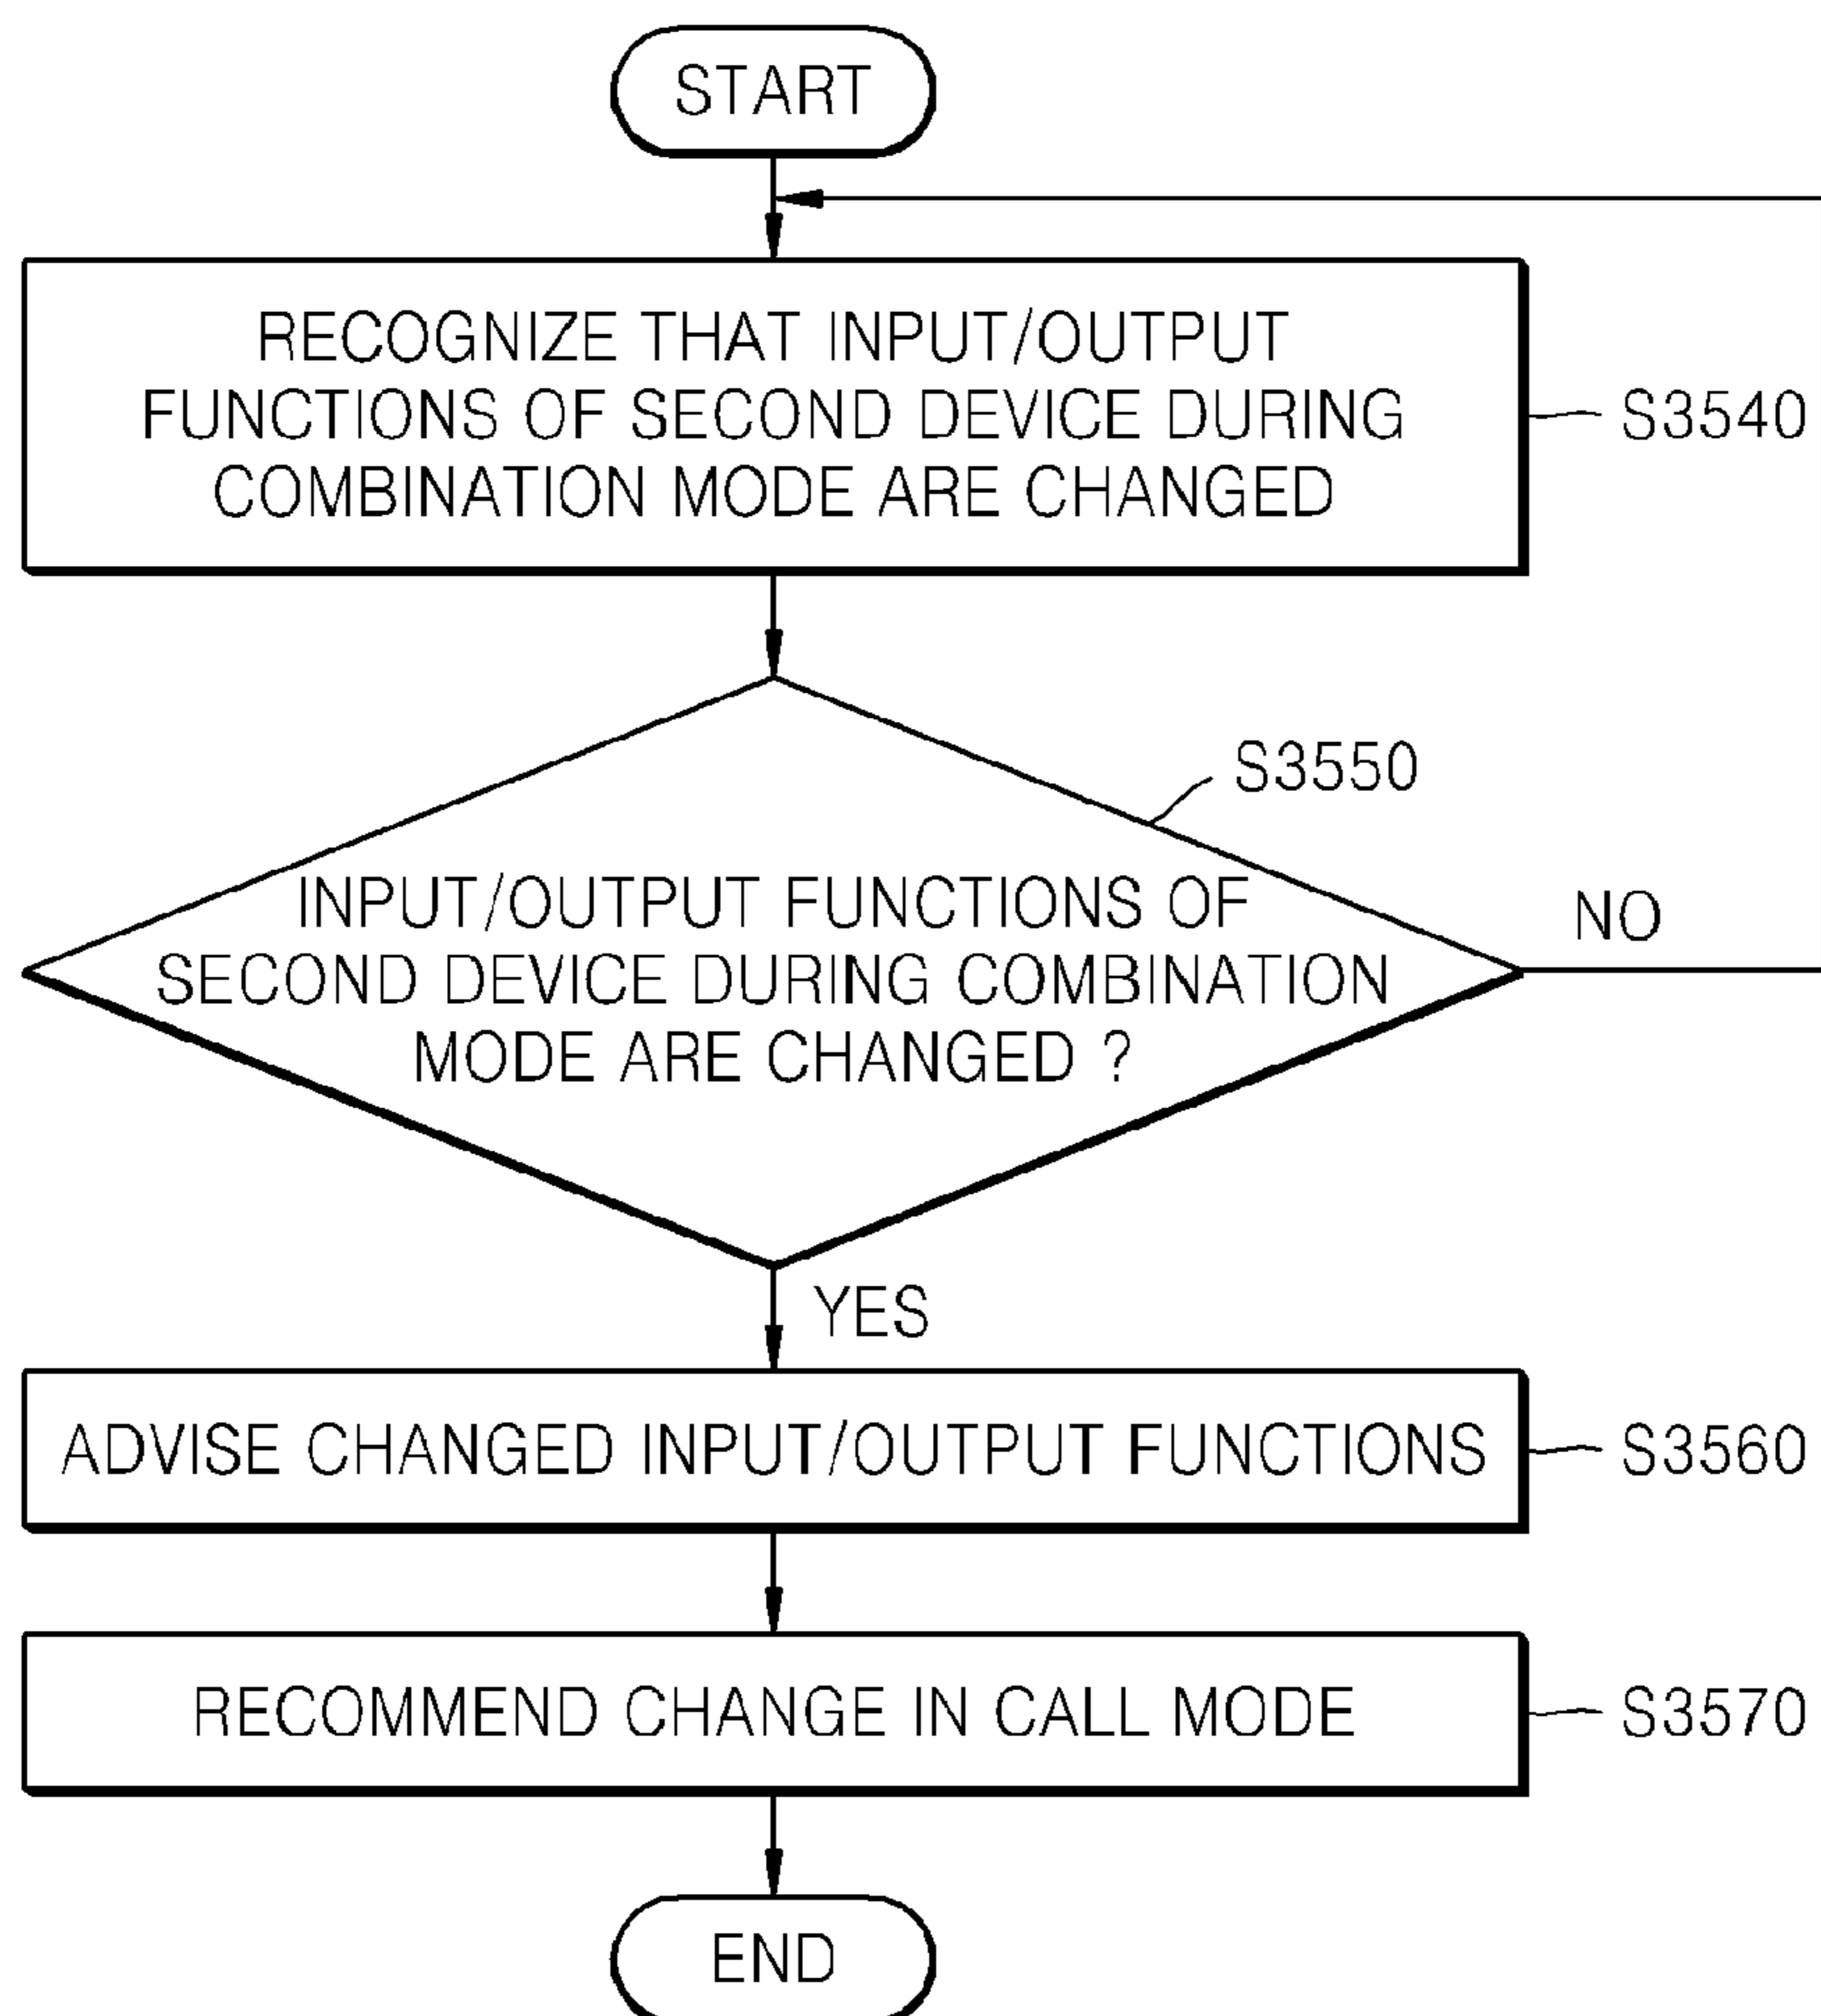 START
RECOGNIZE THAT INPUT/OUTPUT
FUNCTIONS OF SECOND DEVICE DURING
COMBINATION MODE ARE CHANGED
S3540
S3550
INPUT/OUTPUT FUNCTIONS OF
SECOND DEVICE DURING COMBINATION
MODE ARE CHANGED ?
NO
YES
ADVISE CHANGED INPUT/OUTPUT FUNCTIONS
S3560
RECOMMEND CHANGE IN CALL MODE
S3570
END